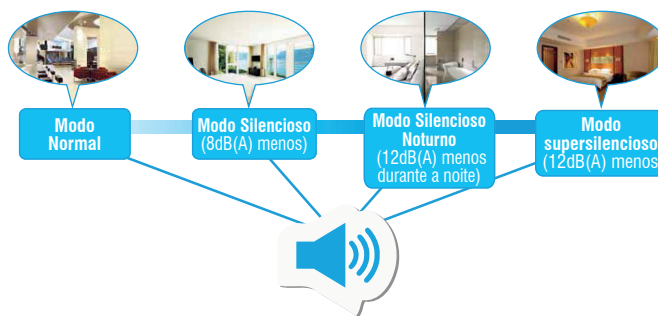 Modo
Normal
Modo Silencioso
(8dB(A) menos)
Modo Silencioso
Noturno
(12dB(A) menos
durante a noite)
Modo
supersilencioso
(12dB(A) menos